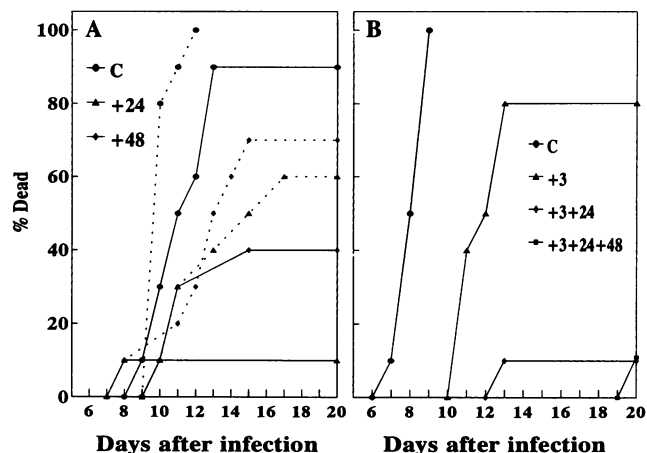 A
B
C
+24
+48
C
+3
+3+24
+3+24+48
% Dead
100
80
60
40
20
0
6 8 10 12 14 16 18 20
6 8 10 12 14 16 18 20
Days after infection
Days after infection